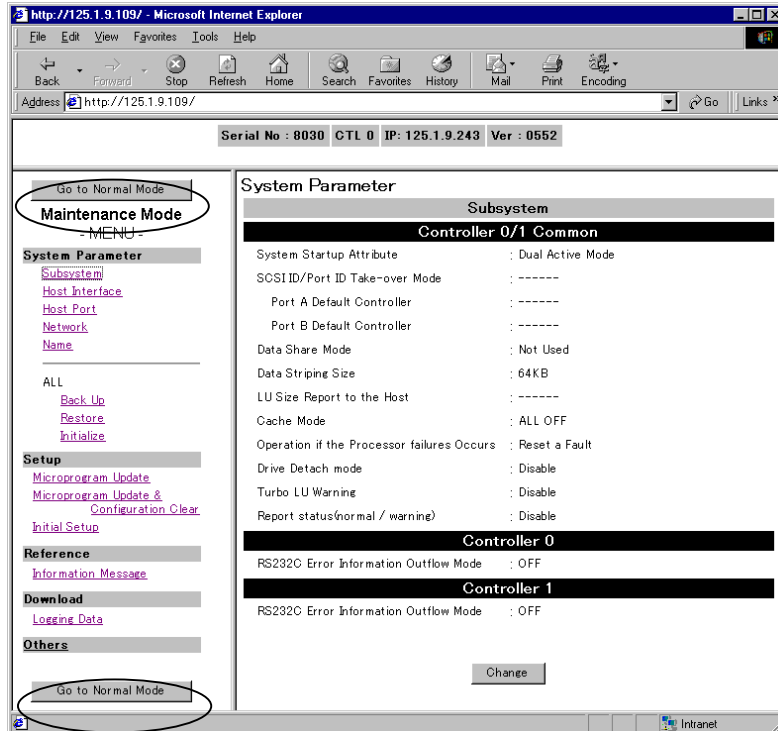 http://125.1.9.109/ - Microsoft Internet Explorer
File Edit View Favorites Tools Help
Back Forward Stop Refresh Home Search Favorites History Mail Print Encoding
Address http://125.1.9.109/ Go Links »
Serial No : 8030 CTL 0 IP: 125.1.9.243 Ver : 0552
Go to Normal Mode
Maintenance Mode
- MENU -
System Parameter
Subsystem
Host Interface
Host Port
Network
Name
ALL
Back Up
Restore
Initialize
Setup
Microprogram Update
Microprogram Update &
Configuration Clear
Initial Setup
Reference
Information Message
Download
Logging Data
Others
Go to Normal Mode
System Parameter
Subsystem
Controller 0/1 Common
System Startup Attribute : Dual Active Mode
SCSI ID/Port ID Take-over Mode : ------
Port A Default Controller : ------
Port B Default Controller : ------
Data Share Mode : Not Used
Data Striping Size : 64KB
LU Size Report to the Host : ------
Cache Mode : ALL OFF
Operation if the Processor failures Occurs : Reset a Fault
Drive Detach mode : Disable
Turbo LU Warning : Disable
Report status(normal / warning) : Disable
Controller 0
RS232C Error Information Outflow Mode : OFF
Controller 1
RS232C Error Information Outflow Mode : OFF
Change
Intranet